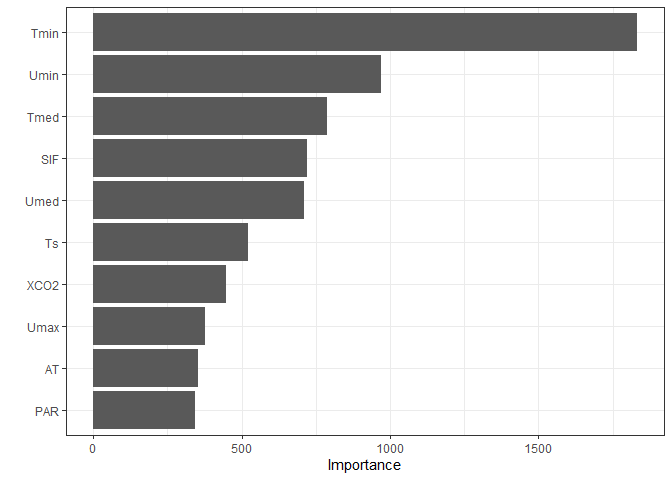 Tmin
Umin
Tmed
SIF
Umed
Ts
XCO2
Umax
AT
PAR
0 500 1000 1500
Importance